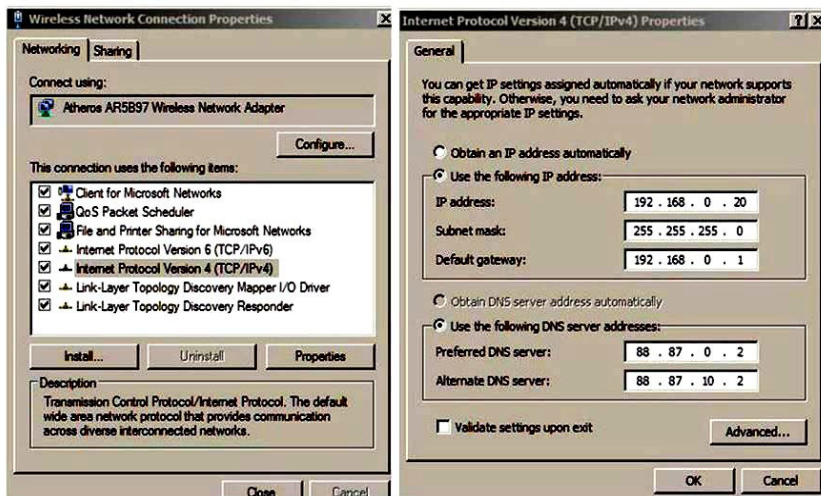 Wireless Network Connection Properties
Networking
Sharing
Connect using:
Atheros AR5B97 Wireless Network Adapter
Configure...
This connection uses the following items:
Client for Microsoft Networks
QoS Packet Scheduler
File and Printer Sharing for Microsoft Networks
Internet Protocol Version 6 (TCP/IPv6)
Internet Protocol Version 4 (TCP/IPv4)
Link-Layer Topology Discovery Mapper I/O Driver
Link-Layer Topology Discovery Responder
Install...
Uninstall
Properties
Description
Transmission Control Protocol/Internet Protocol. The default
wide area network protocol that provides communication
across diverse interconnected networks.
Close
Cancel
Internet Protocol Version 4 (TCP/IPv4) Properties
General
You can get IP settings assigned automatically if your network supports
this capability. Otherwise, you need to ask your network administrator
for the appropriate IP settings.
Obtain an IP address automatically
Use the following IP address:
IP address: 192 . 168 . 0 . 20
Subnet mask: 255 . 255 . 255 . 0
Default gateway: 192 . 168 . 0 . 1
Obtain DNS server address automatically
Use the following DNS server addresses:
Preferred DNS server: 88 . 87 . 0 . 2
Alternate DNS server: 88 . 87 . 10 . 2
Validate settings upon exit
Advanced...
OK
Cancel